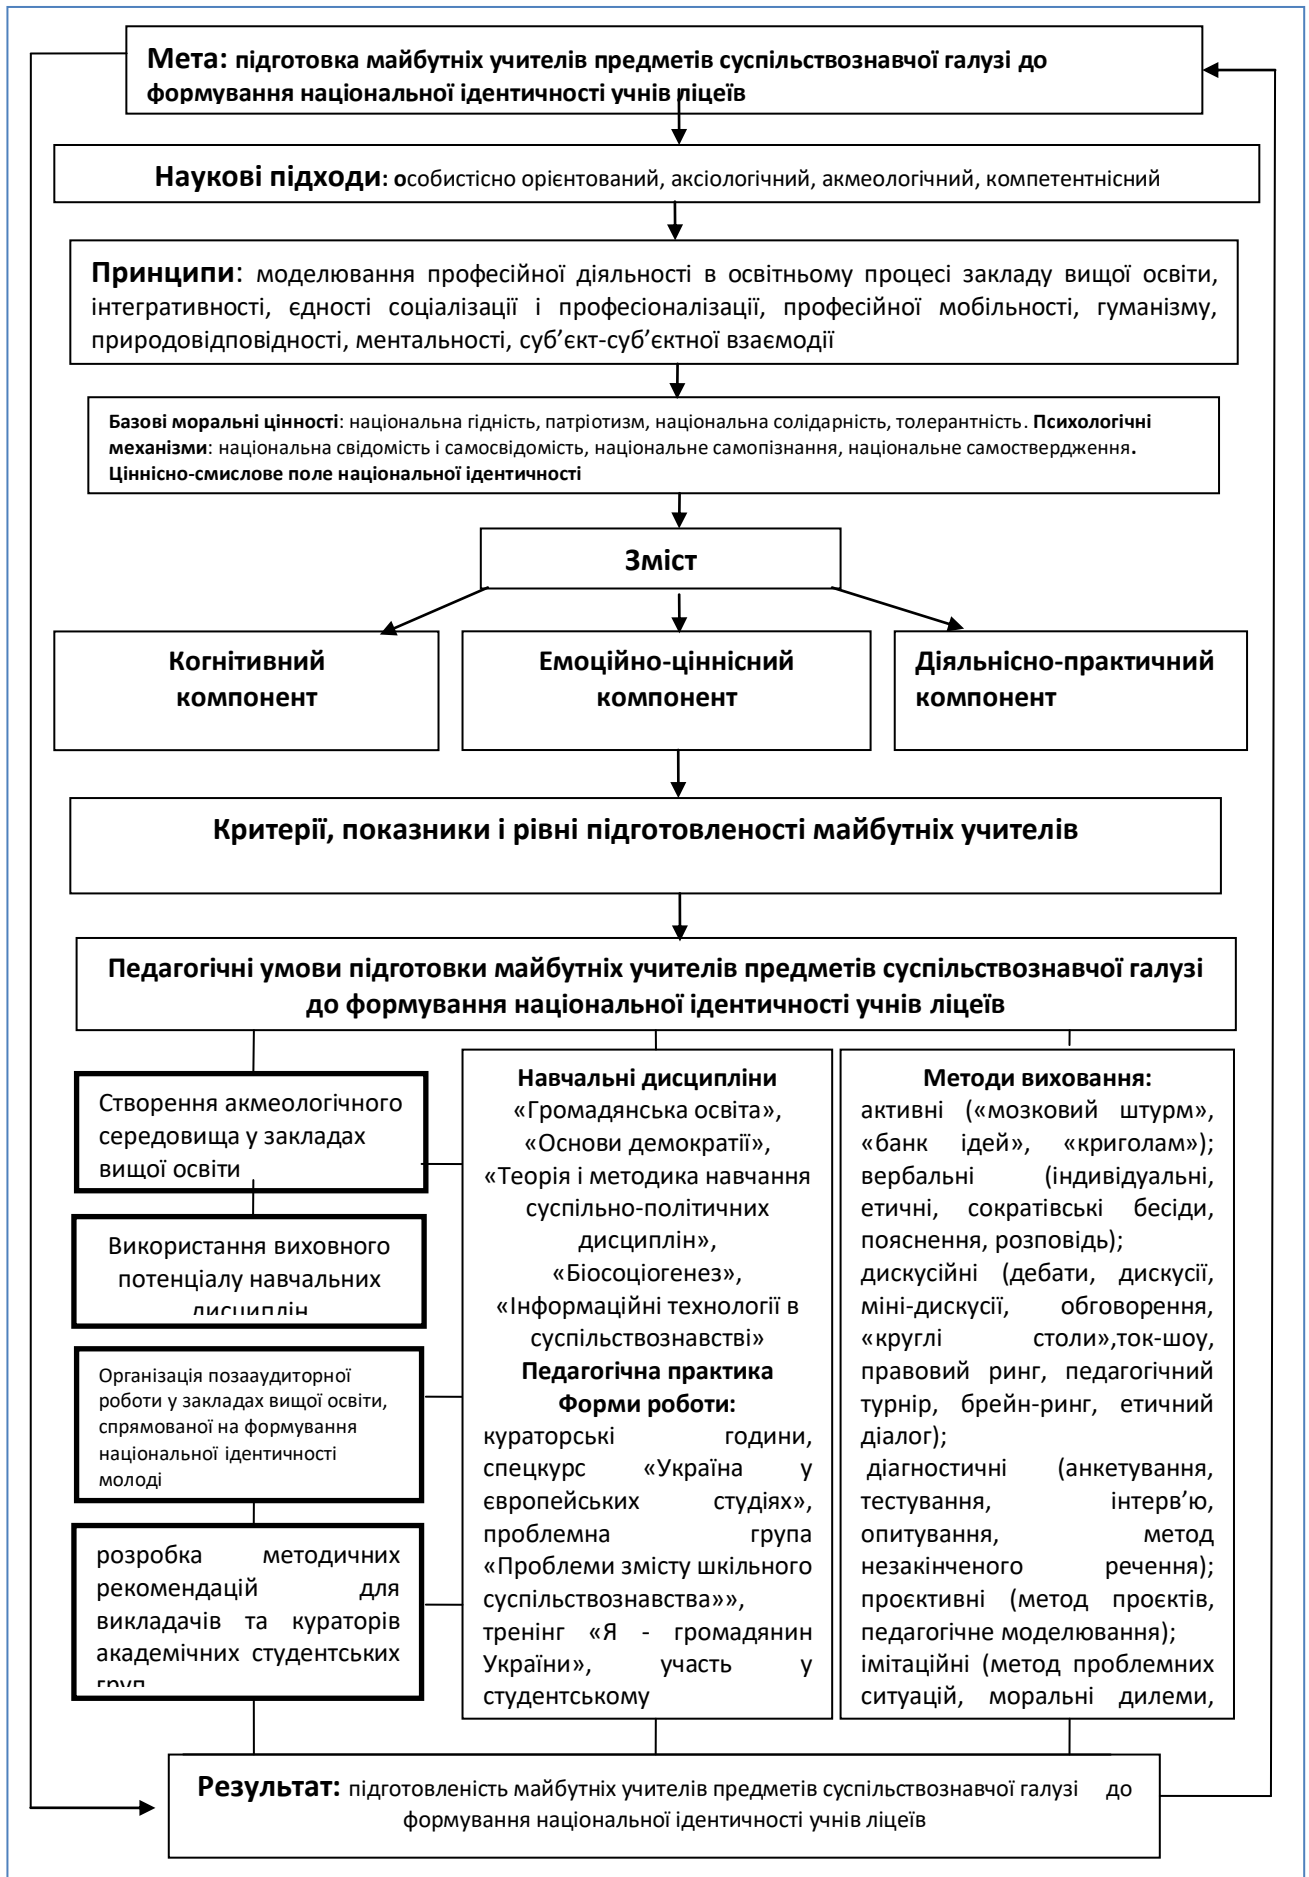 Мета: підготовка майбутніх учителів предметів суспільствознавчої галузі до
формування національної ідентичності учнів ліцеїв
Наукові підходи: особистісно орієнтований, аксіологічний, акмеологічний, компетентнісний
Принципи: моделювання професійної діяльності в освітньому процесі закладу вищої освіти,
інтегративності, єдності соціалізації і професіоналізації, професійної мобільності, гуманізму,
природовідповідності, ментальності, суб’єкт-суб’єктної взаємодії
Базові моральні цінності: національна гідність, патріотизм, національна солідарність, толерантність. Психологічні
механізми: національна свідомість і самосвідомість, національне самопізнання, національне самоствердження.
Ціннісно-смислове поле національної ідентичності
Зміст
Когнітивний
компонент
Емоційно-ціннісний
компонент
Діяльнісно-практичний
компонент
Критерії, показники і рівні підготовленості майбутніх учителів
Педагогічні умови підготовки майбутніх учителів предметів суспільствознавчої галузі
до формування національної ідентичності учнів ліцеїв
Створення акмеологічного
середовища у закладах
вищої освіти
Використання виховного
потенціалу навчальних
дисциплін
Організація позааудиторної
роботи у закладах вищої освіти,
спрямованої на формування
національної ідентичності
молоді
розробка методичних
рекомендацій для
викладачів та кураторів
академічних студентських
груп
Навчальні дисципліни
«Громадянська освіта»,
«Основи демократії»,
«Теорія і методика навчання
суспільно-політичних
дисциплін»,
«Біосоціогенез»,
«Інформаційні технології в
суспільствознавстві»
Педагогічна практика
Форми роботи:
кураторські години,
спецкурс «Україна у
європейських студіях»,
проблемна група
«Проблеми змісту шкільного
суспільствознавства»»,
тренінг «Я - громадянин
України», участь у
студентському
Методи виховання:
активні («мозковий штурм»,
«банк ідей», «криголам»);
вербальні (індивідуальні,
етичні, сократівські бесіди,
пояснення, розповідь);
дискусійні (дебати, дискусії,
міні-дискусії, обговорення,
«круглі столи»,ток-шоу,
правовий ринг, педагогічний
турнір, брейн-ринг, етичний
діалог);
діагностичні (анкетування,
тестування, інтерв’ю,
опитування, метод
незакінченого речення);
проєктивні (метод проєктів,
педагогічне моделювання);
імітаційні (метод проблемних
ситуацій, моральні дилеми,
Результат: підготовленість майбутніх учителів предметів суспільствознавчої галузі до
формування національної ідентичності учнів ліцеїв